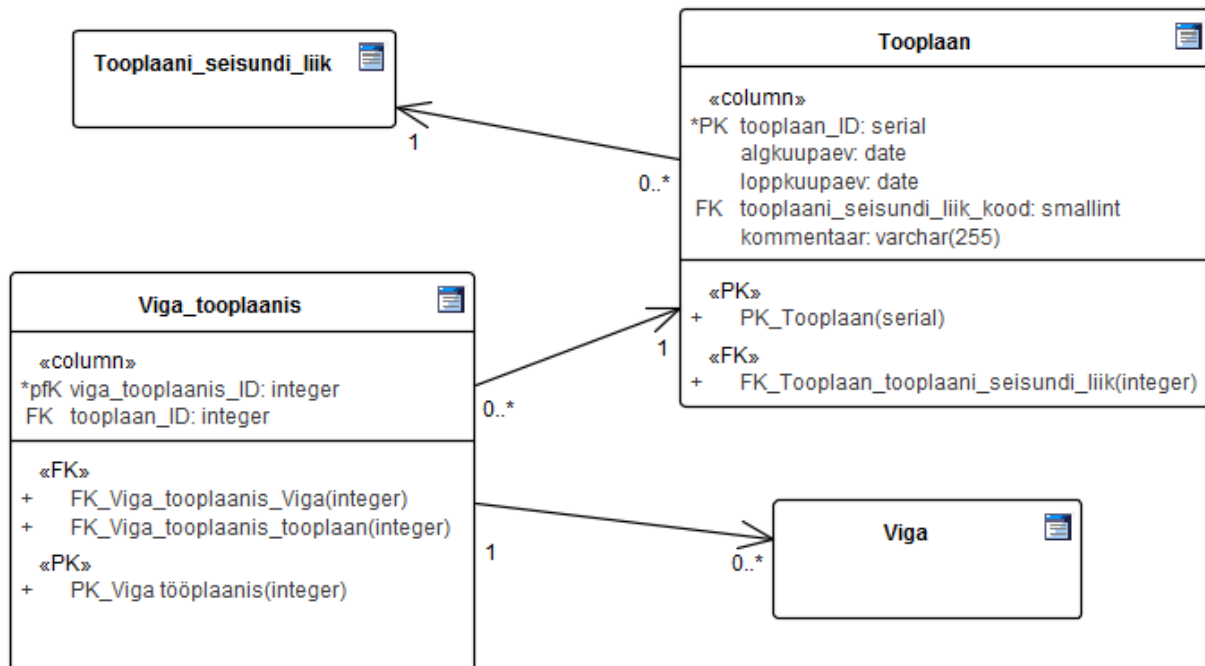 Tooplaani_seisundi_liik
1
0..*
Tooplaan
«column»
*PK tooplaan_ID: serial
algkuupaev: date
loppkuupaev: date
FK tooplaani_seisundi_liik_kood: smallint
kommentaar: varchar(255)
«PK»
+ PK_Tooplaan(serial)
«FK»
+ FK_Tooplaan_tooplaani_seisundi_liik(integer)
Viga_tooplaanis
«column»
*pfK viga_tooplaanis_ID: integer
FK tooplaan_ID: integer
«FK»
+ FK_Viga_tooplaanis_Viga(integer)
+ FK_Viga_tooplaanis_tooplaan(integer)
«PK»
+ PK_Viga tööplaanis(integer)
1
0..*
1
0..*
Viga